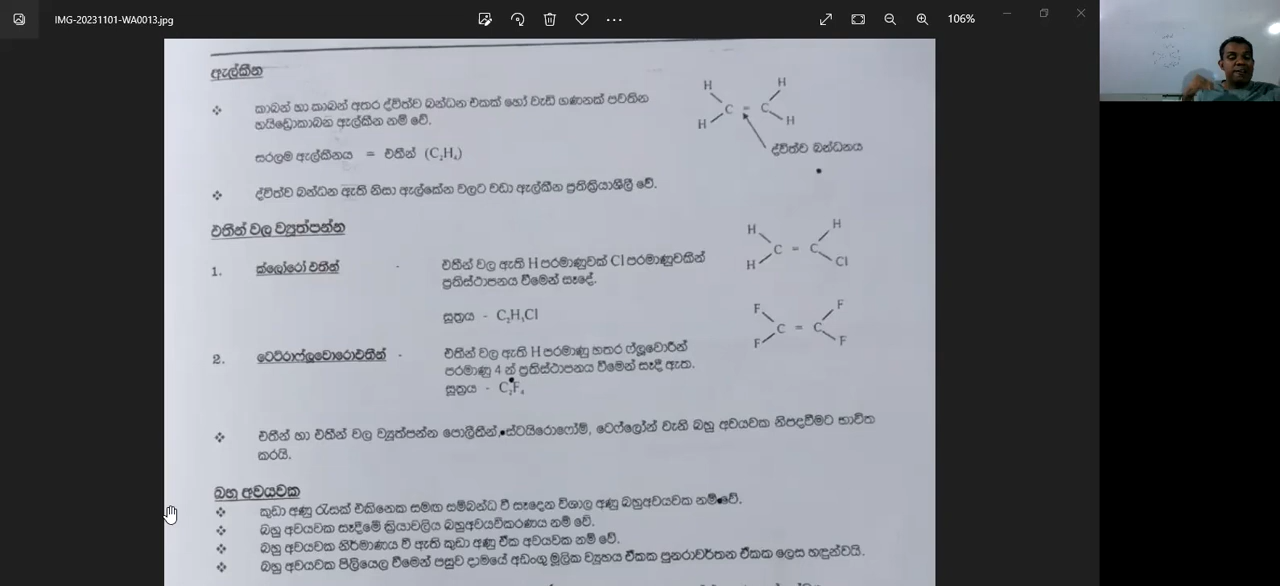 IMG-20231101-WA0013.jpg
106%
ඇල්කීන
❖ කාබන් හා කාබන් අතර ද්විත්ව බන්ධන එකක් හෝ වැඩි ගණනක් පවතින
හයිඩ්‍රොකාබන ඇල්කීන නම් වේ.
සරලම ඇල්කීනය = එතීන් (C₂H₄)
H H
C = C
H H
ද්විත්ව බන්ධනය
❖ ද්විත්ව බන්ධන ඇති නිසා ඇල්කේන වලට වඩා ඇල්කීන ප්‍රතික්‍රියාශීලී වේ.
එතීන් වල ව්‍යුත්පන්න
1. ක්ලෝරෝ එතීන් - එතීන් වල ඇති H පරමාණුවක් Cl පරමාණුවකින්
ප්‍රතිස්ථාපනය වීමෙන් සෑදේ.
සූත්‍රය - C₂H₃Cl
H H
C = C
H Cl
2. ටෙට්රාෆ්ලුවොරොඑතීන් - එතීන් වල ඇති H පරමාණු හතර ෆ්ලුවොරීන්
පරමාණු 4 න් ප්‍රතිස්ථාපනය වීමෙන් සෑදී ඇත.
සූත්‍රය - C₂F₄
F F
C = C
F F
❖ එතීන් හා එතීන් වල ව්‍යුත්පන්න පොලිතීන්, ස්ටයිරොෆෝම්, ටෙෆ්ලෝන් වැනි බහු අවයවක නිපදවීමට භාවිත
කරයි.
බහු අවයවක
❖ කුඩා අණු රැසක් එකිනෙක සමඟ සම්බන්ධ වී සෑදෙන විශාල අණු බහුඅවයවක නම් වේ.
❖ බහු අවයවක සෑදීමේ ක්‍රියාවලිය බහුඅවයවිකරණය නම් වේ.
❖ බහු අවයවක නිර්මාණය වී ඇති කුඩා අණු ඒක අවයවක නම් වේ.
❖ බහු අවයවක පිලියෙල වීමෙන් පසුව දාමයේ අඩංගු මූලික ව්‍යුහය ඒකක පුනරාවර්තන ඒකක ලෙස හඳුන්වයි.